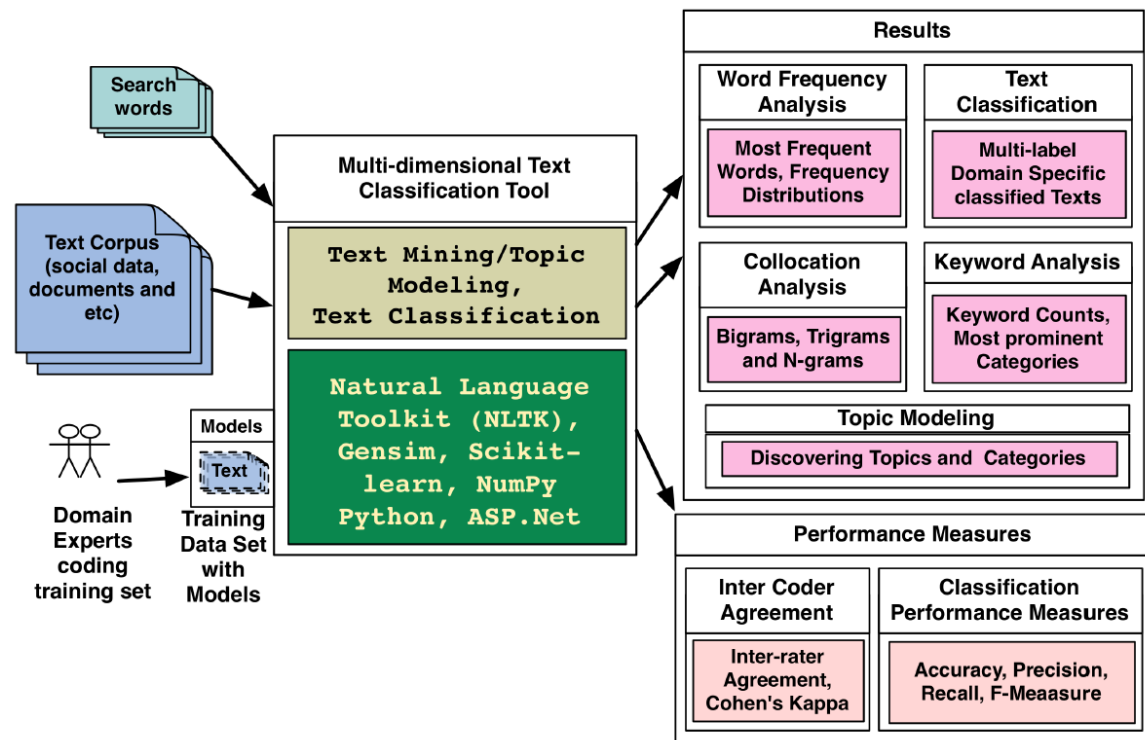 Search
words
Text Corpus
(social data,
documents and
etc)
Domain
Experts
coding
training set
Models
Text
Training
Data Set
with
Models
Multi-dimensional Text
Classification Tool
Text Mining/Topic
Modeling,
Text Classification
Natural Language
Toolkit (NLTK),
Gensim, Scikit-
learn, NumPy
Python, ASP.Net
Results
Word Frequency
Analysis
Most Frequent
Words, Frequency
Distributions
Text
Classification
Multi-label
Domain Specific
classified Texts
Collocation
Analysis
Bigrams, Trigrams
and N-grams
Keyword Analysis
Keyword Counts,
Most prominent
Categories
Topic Modeling
Discovering Topics and Categories
Performance Measures
Inter Coder
Agreement
Inter-rater
Agreement,
Cohen's Kappa
Classification
Performance Measures
Accuracy, Precision,
Recall, F-Meaasure